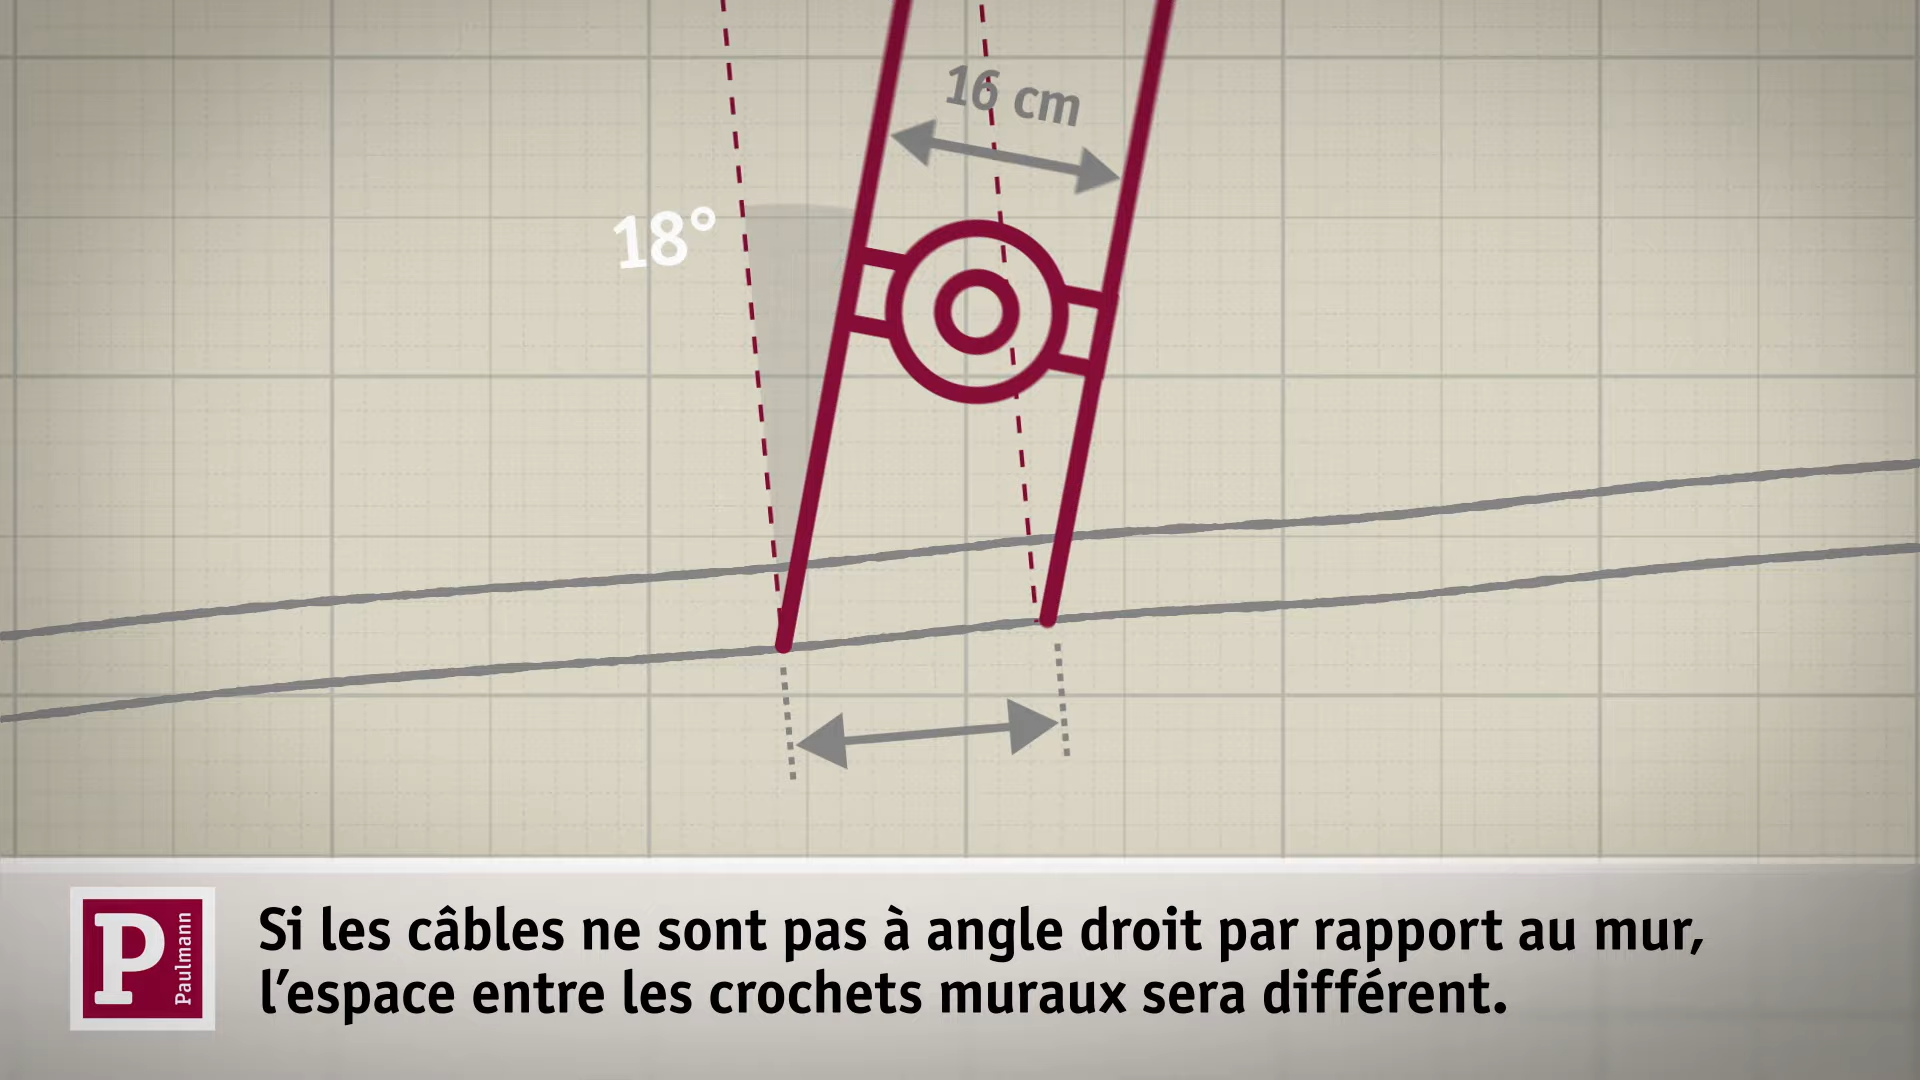 16 cm
18°
P
Paulmann
Si les câbles ne sont pas à angle droit par rapport au mur,
l’espace entre les crochets muraux sera différent.